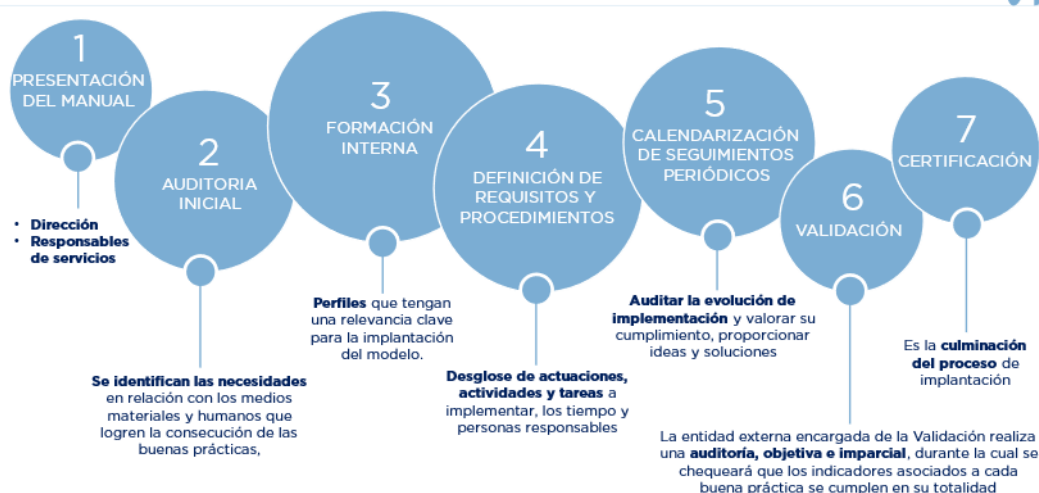 1
PRESENTACIÓN
DEL MANUAL
• Dirección
• Responsables
de servicios
2
AUDITORIA
INICIAL
Se identifican las necesidades
en relación con los medios
materiales y humanos que
logren la consecución de las
buenas prácticas,
3
FORMACIÓN
INTERNA
Perfiles que tengan
una relevancia clave
para la implantación
del modelo.
4
DEFINICIÓN DE
REQUISITOS Y
PROCEDIMIENTOS
Desglose de actuaciones,
actividades y tareas a
implementar, los tiempo y
personas responsables
5
CALENDARIZACIÓN
DE SEGUIMIENTOS
PERIÓDICOS
Auditar la evolución de
implementación y valorar su
cumplimiento, proporcionar
ideas y soluciones
6
VALIDACIÓN
La entidad externa encargada de la Validación realiza
una auditoría, objetiva e imparcial, durante la cual se
chequeará que los indicadores asociados a cada
buena práctica se cumplen en su totalidad
7
CERTIFICACIÓN
Es la culminación
del proceso de
implantación